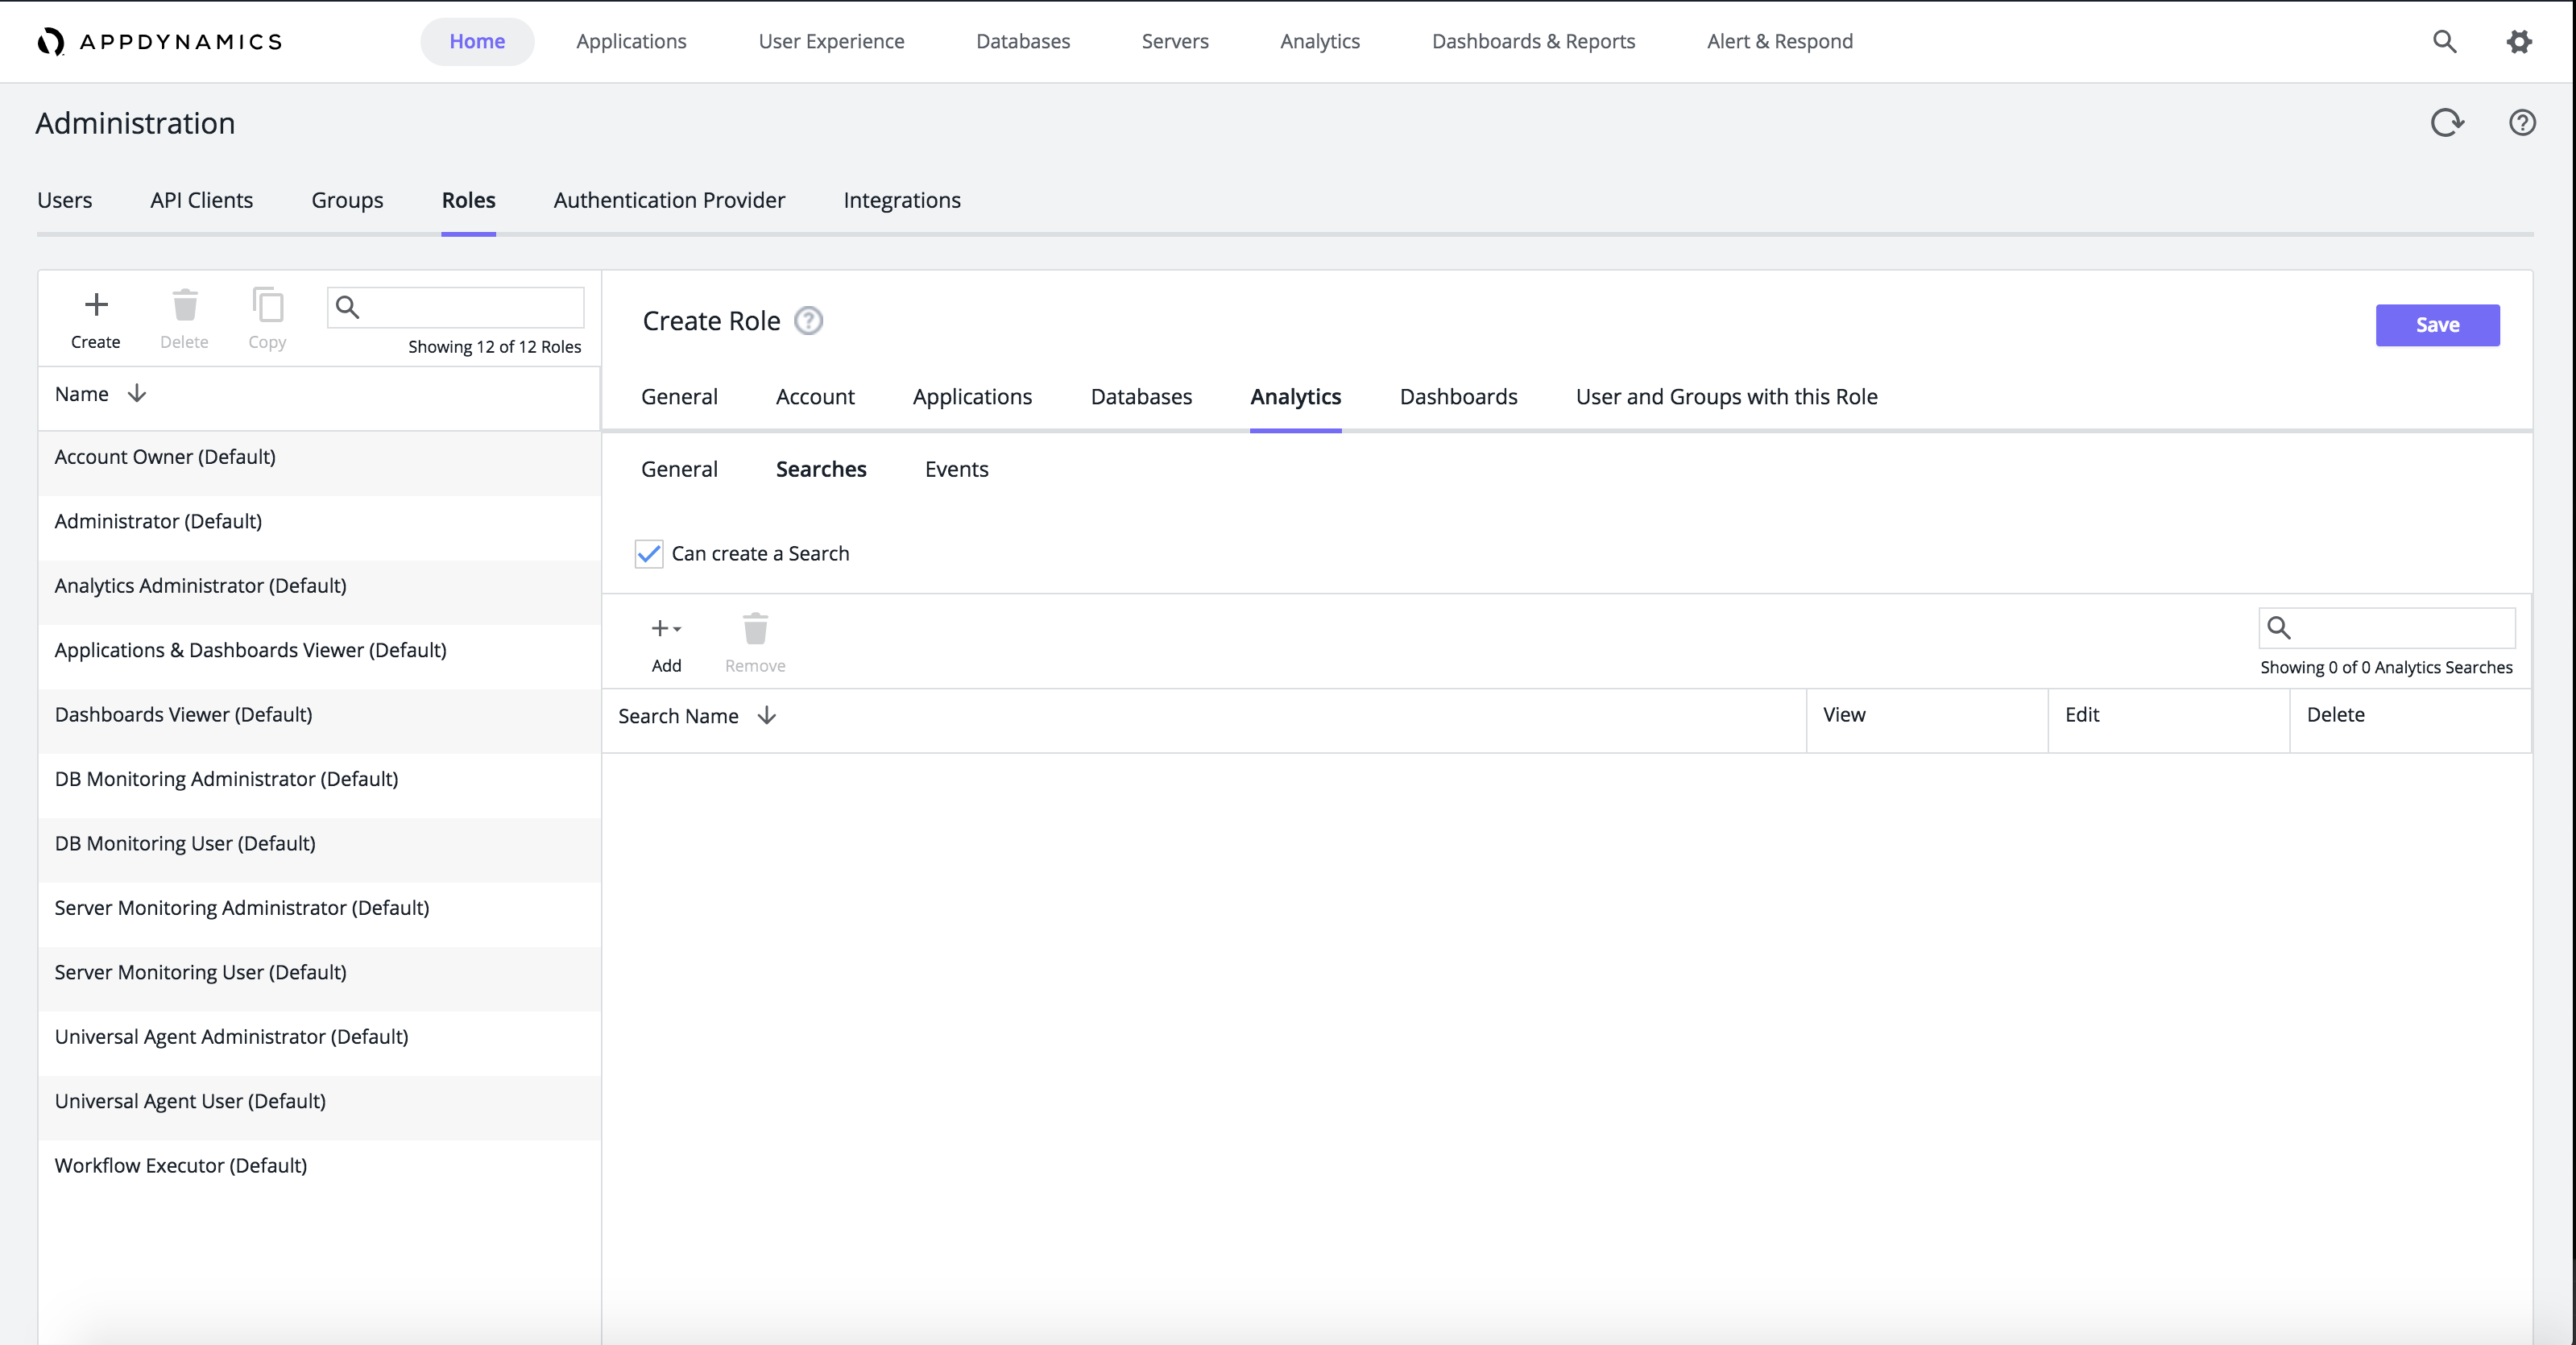 APPDYNAMICS
Home Applications User Experience Databases Servers Analytics Dashboards & Reports Alert & Respond
Administration
Users API Clients Groups Roles Authentication Provider Integrations
Create Delete Copy
Showing 12 of 12 Roles
Name
Account Owner (Default)
Administrator (Default)
Analytics Administrator (Default)
Applications & Dashboards Viewer (Default)
Dashboards Viewer (Default)
DB Monitoring Administrator (Default)
DB Monitoring User (Default)
Server Monitoring Administrator (Default)
Server Monitoring User (Default)
Universal Agent Administrator (Default)
Universal Agent User (Default)
Workflow Executor (Default)
Create Role ?
Save
General Account Applications Databases Analytics Dashboards User and Groups with this Role
General Searches Events
Can create a Search
Add Remove
Showing 0 of 0 Analytics Searches
Search Name View Edit Delete